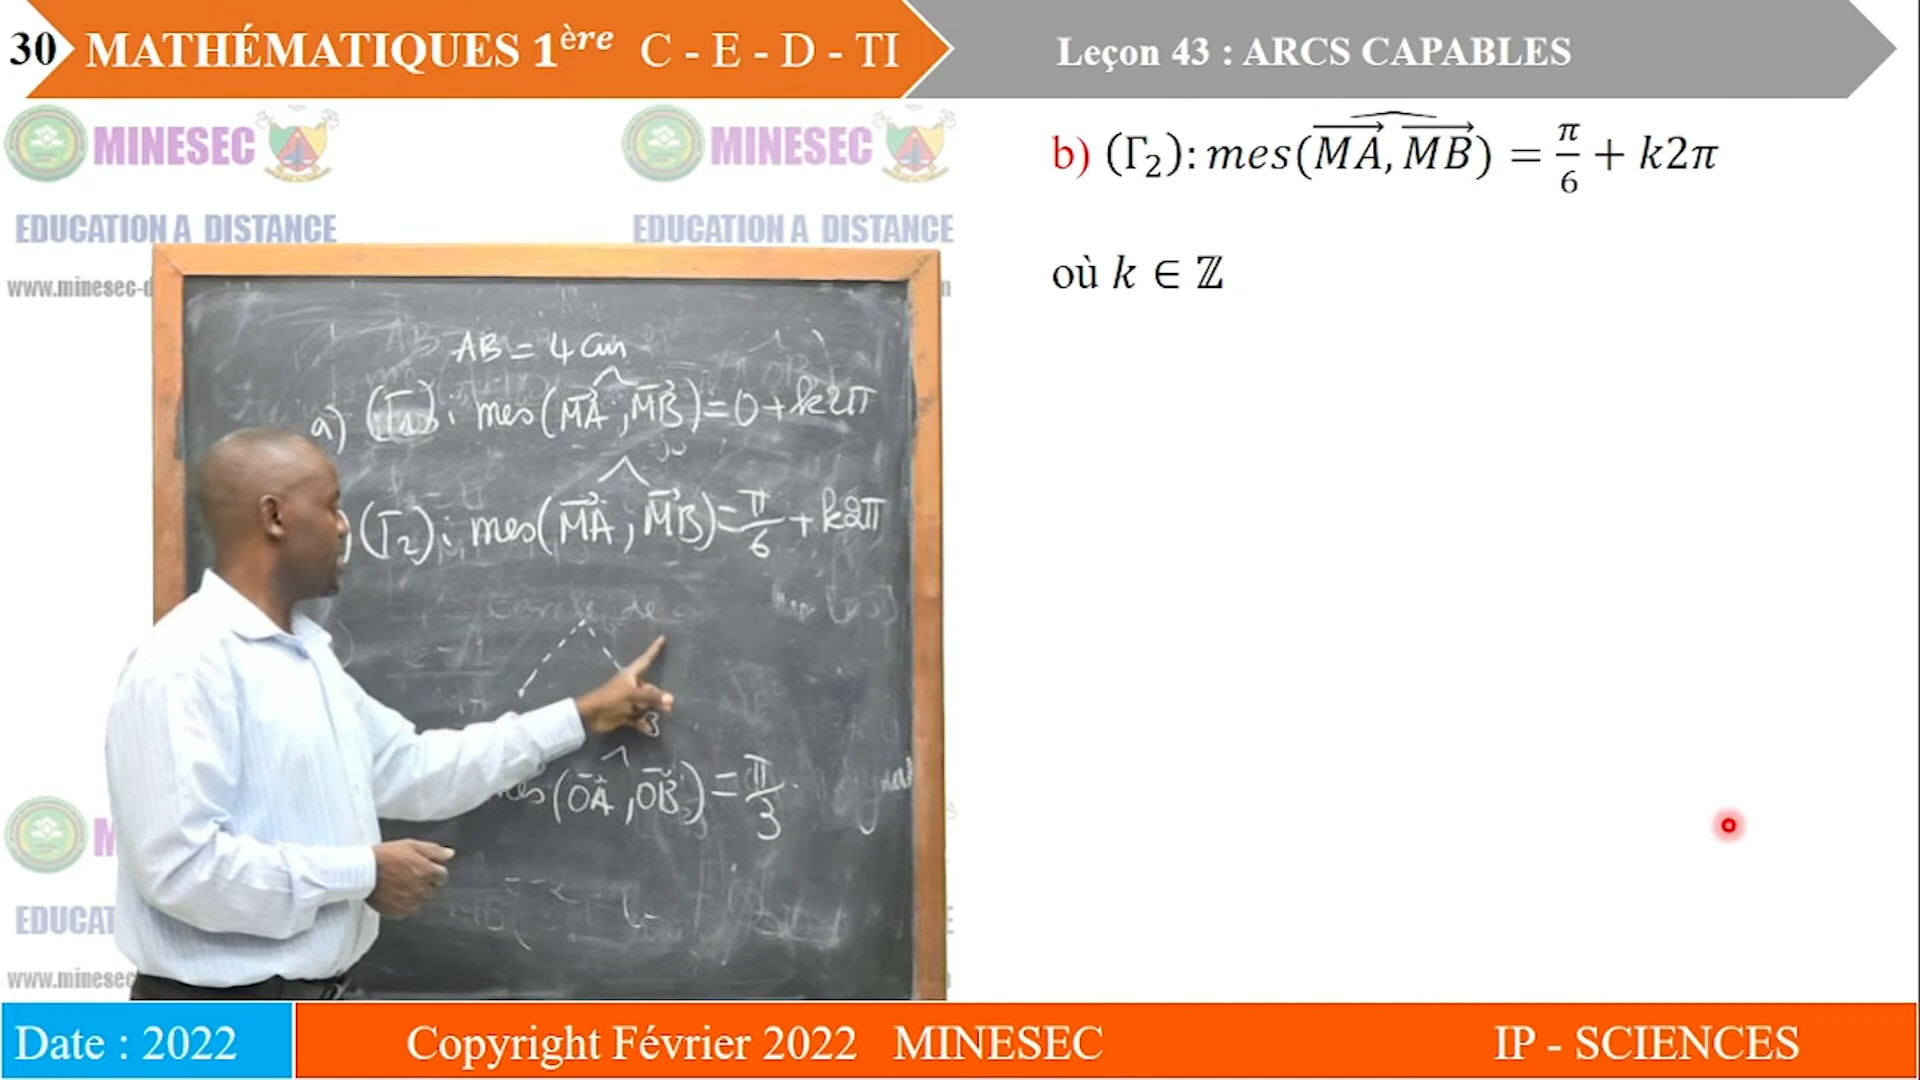 30 MATHÉMATIQUES 1ère C - E - D - TI
Leçon 43 : ARCS CAPABLES
MINESEC
MINESEC
EDUCATION A DISTANCE
EDUCATION A DISTANCE
b) (Γ₂): mes(MA, MB) = π/6 + k2π
où k ∈ ℤ
AB = 4 cm
a) (Γ₁): mes(MA, MB) = 0 + k2π
(Γ₂): mes(MA, MB) = π/6 + k2π
B
mes(OA, OB) = π/3.
Date : 2022
Copyright Février 2022 MINESEC
IP - SCIENCES